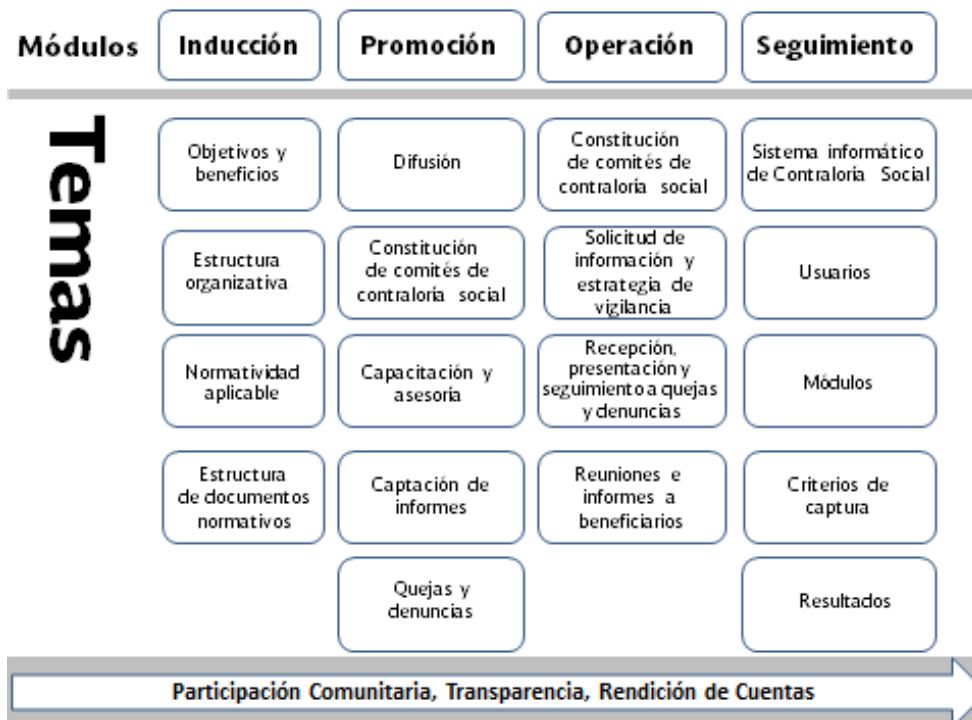 Módulos
Inducción
Promoción
Operación
Seguimiento
Temas
Objetivos y
beneficios
Difusión
Constitución
de comités de
contraloría social
Sistema informático
de Contraloría Social
Estructura
organizativa
Constitución
de comités de
contraloría social
Solicitud de
información y
estrategia de
vigilancia
Usuarios
Normatividad
aplicable
Capacitación y
asesoría
Recepción,
presentación y
seguimiento a quejas
y denuncias
Módulos
Estructura
de documentos
normativos
Captación de
informes
Reuniones e
informes a
beneficiarios
Criterios de
captura
Quejas y
denuncias
Resultados
Participación Comunitaria, Transparencia, Rendición de Cuentas